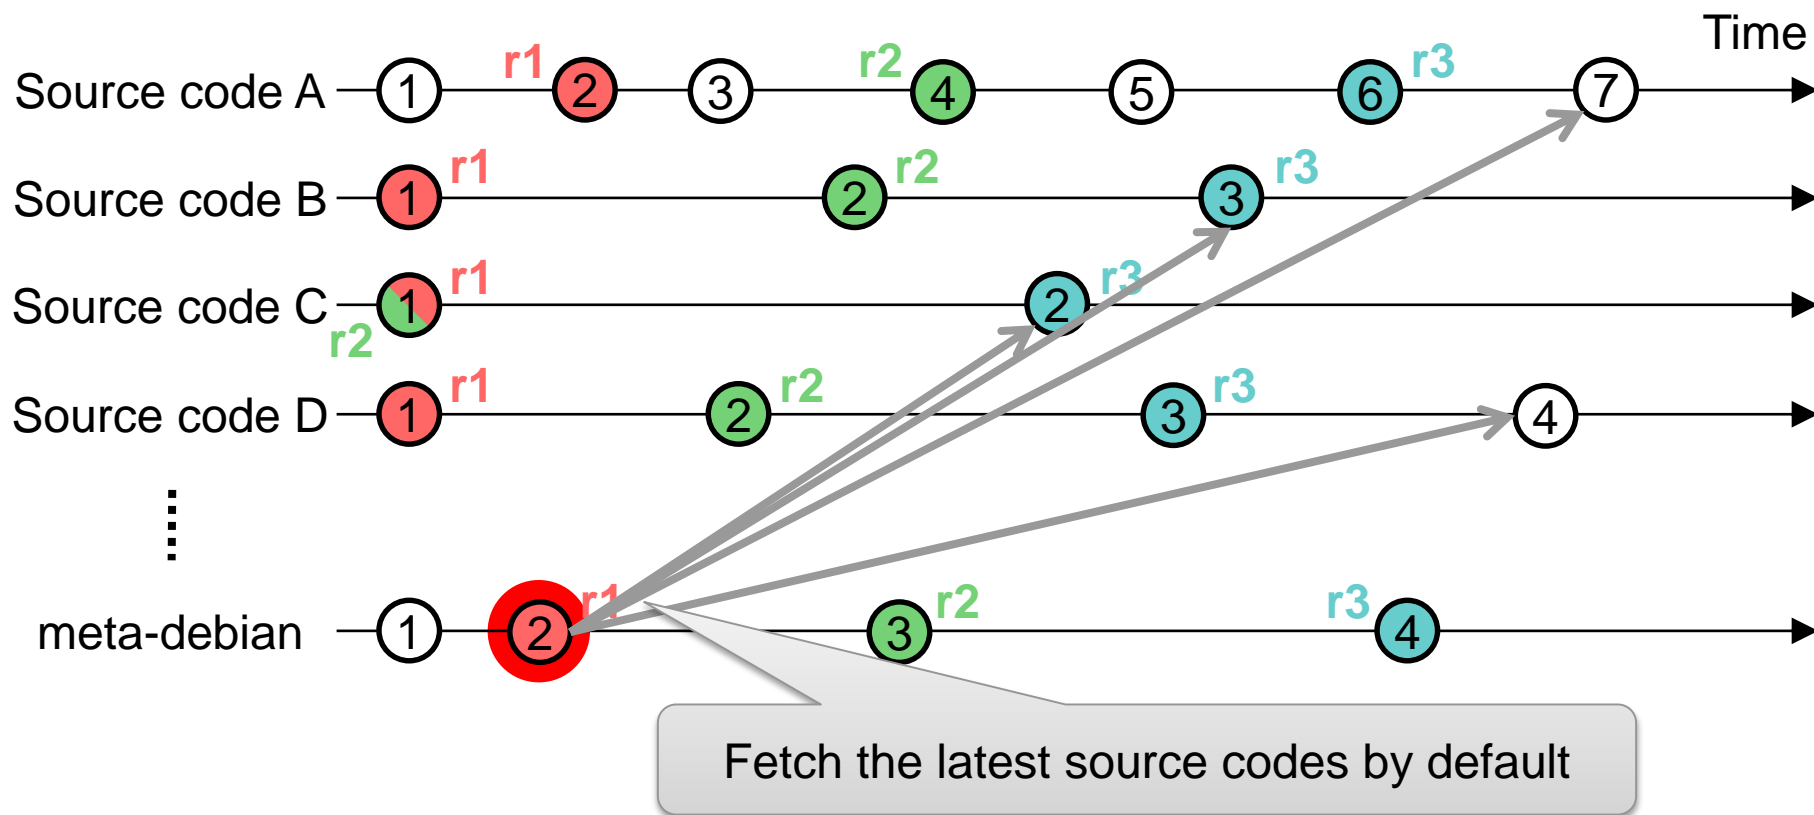 Time
Source code A 1 r1 2 3 r2 4 5 6 r3 7
Source code B 1 r1 2 r2 3 r3
Source code C 1 r1 2 r3
r2
Source code D 1 r1 2 r2 3 r3 4
meta-debian 1 2 r1 3 r2 r3 4
Fetch the latest source codes by default